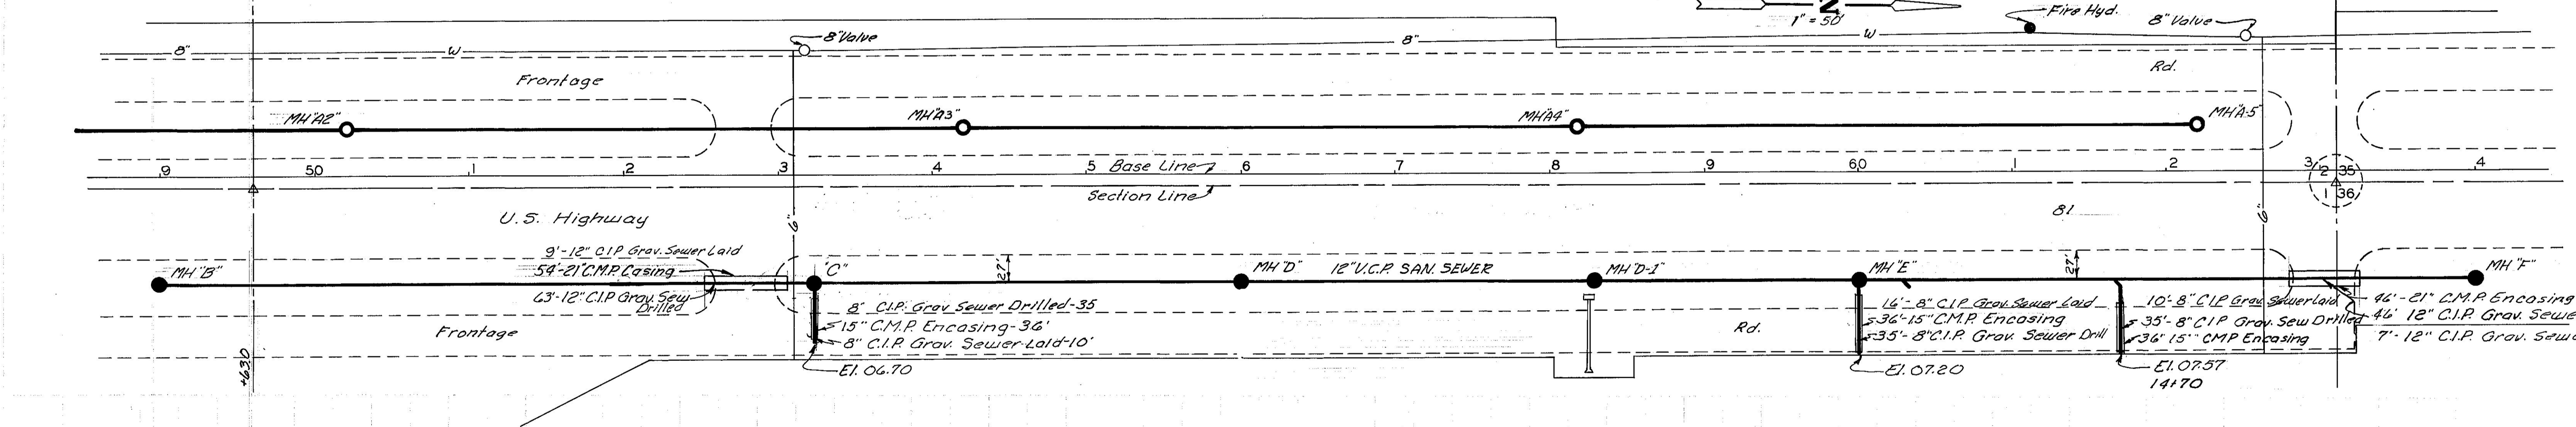 N
1" = 50'
Fire Hyd.
8" Valve
8" Valve
8"
W
8"
W
Frontage
Rd.
MH"A2"
MH"A3"
MH"A4"
MH"A-5"
9 50 1 2 3 4 5 Base Line 6 7 8 9 60 1 2 3 4
2 35
1 36
Section Line
U.S. Highway
81
6"
6"
9'-12" C.I.P. Grav. Sewer Laid
54'-21" C.M.P. Casing
63'-12" C.I.P. Grav. Sew
Drilled
MH "B"
"C"
27'
MH "D"
12" V.C.P. SAN. SEWER
MH "D-1"
MH "E"
27'
MH "F"
8" C.I.P. Grav Sewer Drilled-35
15" C.M.P. Encasing-36'
8" C.I.P. Grav. Sewer Laid-10'
El. 06.70
16'-8" C.I.P. Grav. Sewer Laid
36'-15" C.M.P. Encasing
35'-8" C.I.P. Grav. Sewer Drill
El. 07.20
10'-8" C.I.P. Grav. Sewer Laid
35'-8" C.I.P. Grav. Sew Drilled
36' 15" CMP Encasing
El. 07.57
14+70
46'-21" C.M.P. Encasing
46' 12" C.I.P. Grav. Sewe
7'-12" C.I.P. Grav. Sew
Frontage
Rd.
+630